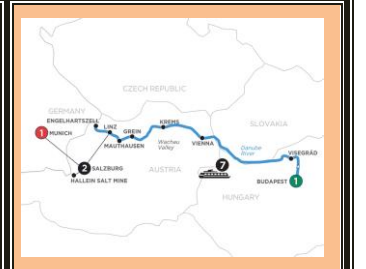 CZECH REPUBLIC
GERMANY
ENGELHARTSZELL
LINZ
GREIN
KREMS
SLOVAKIA
1 MUNICH
MAUTHAUSEN
Wachau
Valley
VIENNA
Danube
River
VISEGRÁD
2 SALZBURG
AUSTRIA
7
HALLEIN SALT MINE
BUDAPEST 1
HUNGARY